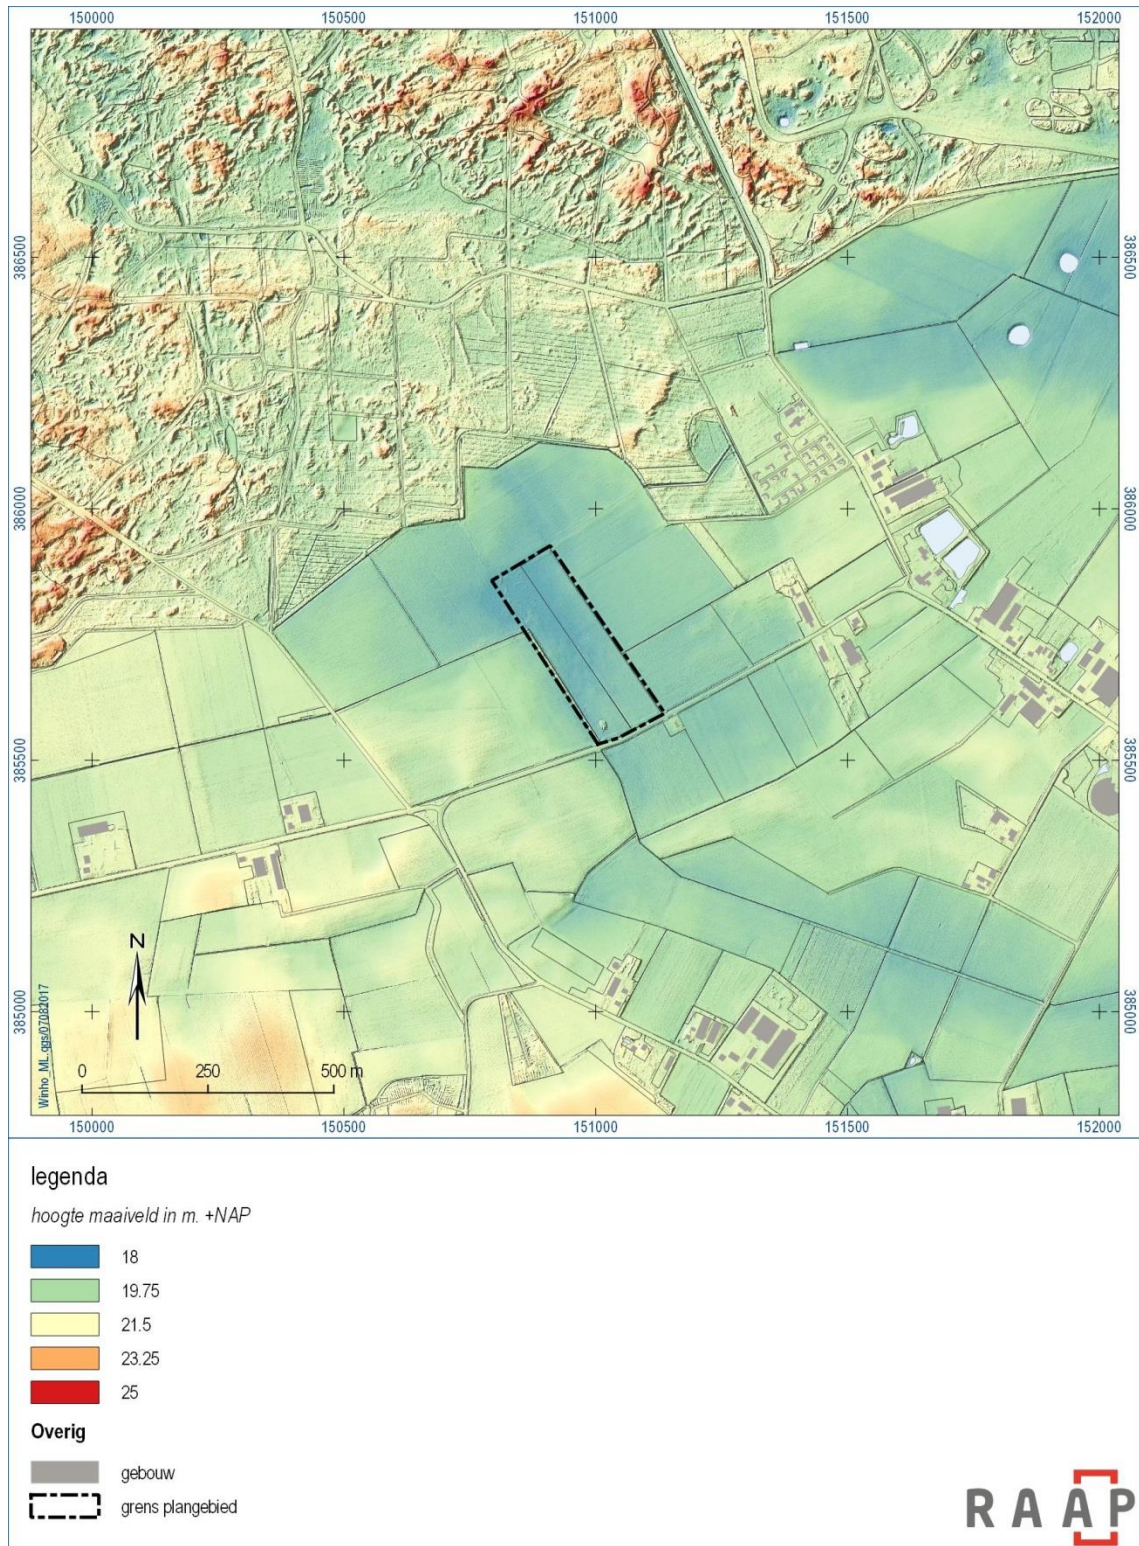 150000 150500 151000 151500 152000
386500 386500
386000 386000
385500 385500
385000 385000
N
0 250 500 m
Winho_ML.qgs/07082017
150000 150500 151000 151500 152000
legenda
hoogte maaiveld in m. +NAP
18
19.75
21.5
23.25
25
Overig
gebouw
grens plangebied
RAAP